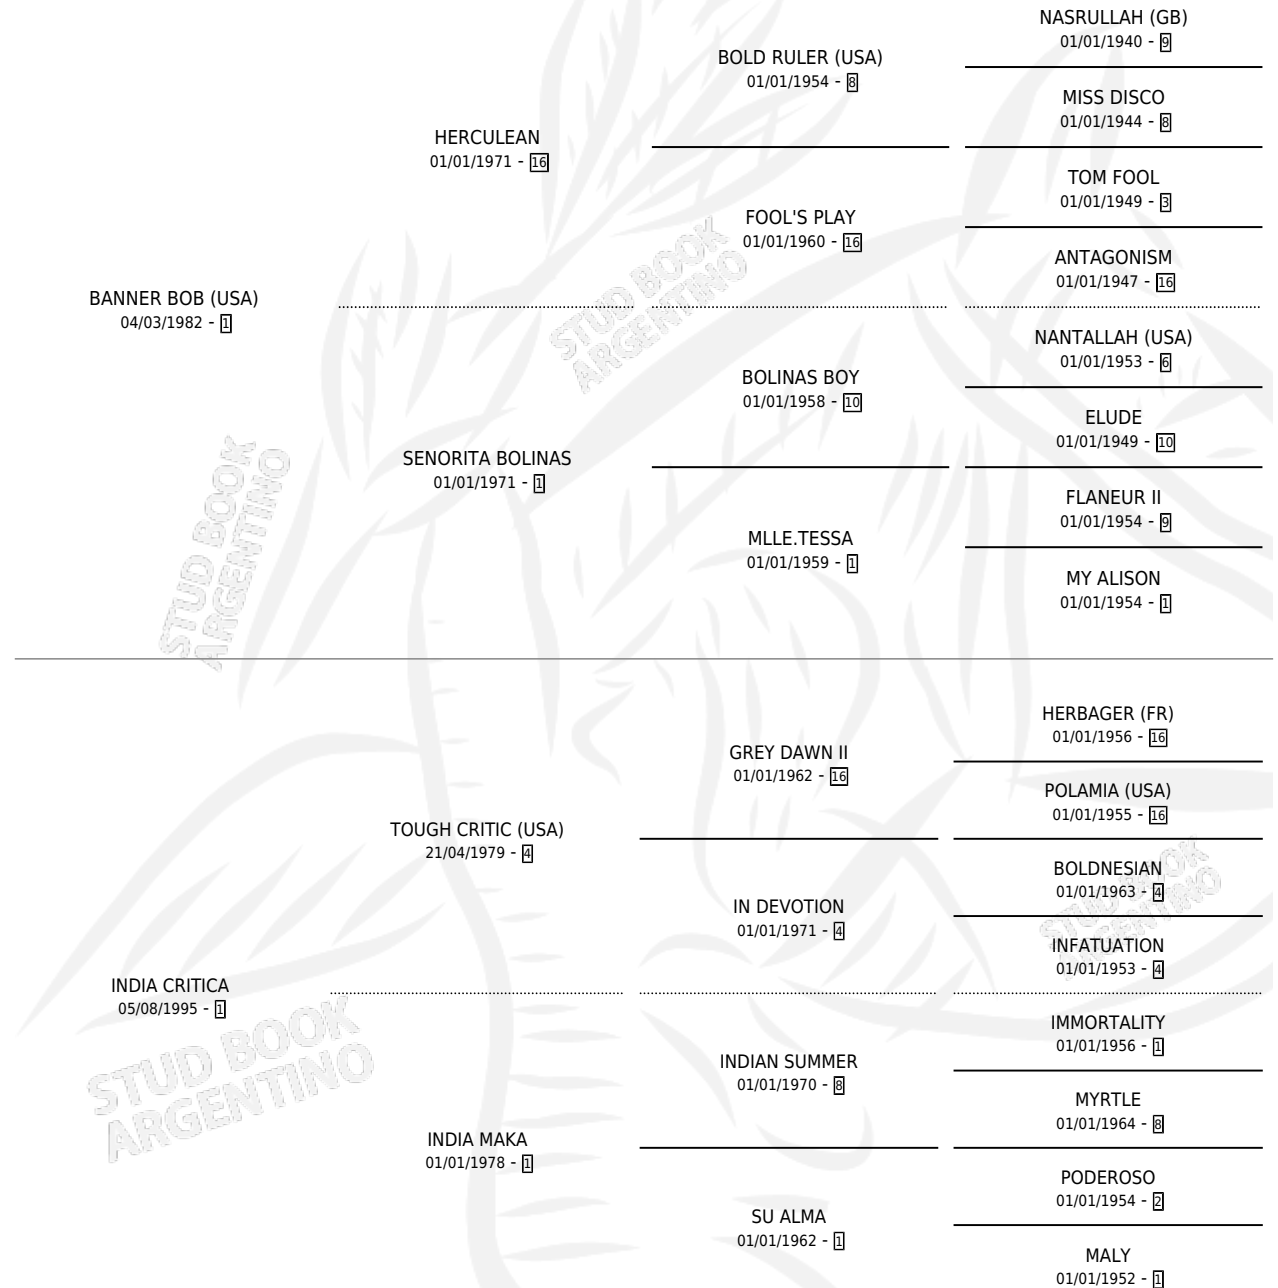 NASRULLAH (GB)
01/01/1940 - 9
BOLD RULER (USA)
01/01/1954 - 8
MISS DISCO
01/01/1944 - 8
HERCULEAN
01/01/1971 - 16
TOM FOOL
01/01/1949 - 3
FOOL'S PLAY
01/01/1960 - 16
ANTAGONISM
01/01/1947 - 16
BANNER BOB (USA)
04/03/1982 - 1
NANTALLAH (USA)
01/01/1953 - 6
BOLINAS BOY
01/01/1958 - 10
ELUDE
01/01/1949 - 10
SENORITA BOLINAS
01/01/1971 - 1
FLANEUR II
01/01/1954 - 9
MLLE.TESSA
01/01/1959 - 1
MY ALISON
01/01/1954 - 1
STUD BOOK
ARGENTINO
STUD BOOK
ARGENTINO
HERBAGER (FR)
01/01/1956 - 16
GREY DAWN II
01/01/1962 - 16
POLAMIA (USA)
01/01/1955 - 16
TOUGH CRITIC (USA)
21/04/1979 - 4
BOLDNESIAN
01/01/1963 - 4
IN DEVOTION
01/01/1971 - 4
INFATUATION
01/01/1953 - 4
INDIA CRITICA
05/08/1995 - 1
IMMORTALITY
01/01/1956 - 1
INDIAN SUMMER
01/01/1970 - 8
MYRTLE
01/01/1964 - 8
INDIA MAKA
01/01/1978 - 1
PODEROSO
01/01/1954 - 2
SU ALMA
01/01/1962 - 1
MALY
01/01/1952 - 1
STUD BOOK
ARGENTINO
STUD BOOK
ARGENTINO